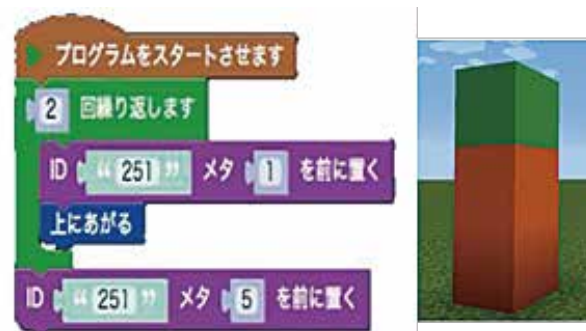 プログラムをスタートさせます
2 回繰り返します
ID “ 251 ” メタ 1 を前に置く
上にあがる
ID “ 251 ” メタ 5 を前に置く